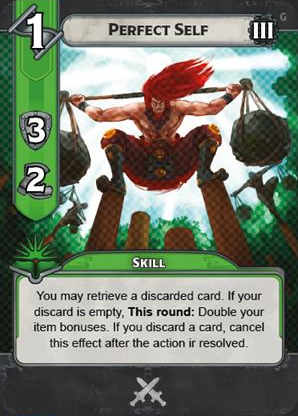 1
PERFECT SELF
III
G
3
2
SKILL
You may retrieve a discarded card. If your
discard is empty, This round: Double your
item bonuses. If you discard a card, cancel
this effect after the action ir resolved.